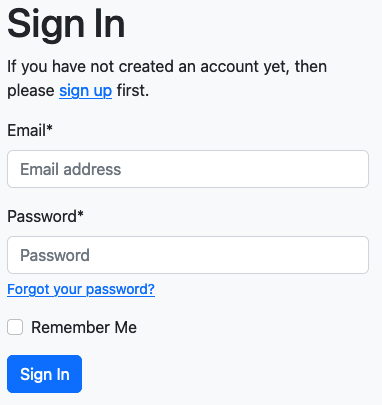 Sign In
If you have not created an account yet, then
please sign up first.
Email*
Email address
Password*
Password
Forgot your password?
Remember Me
Sign In